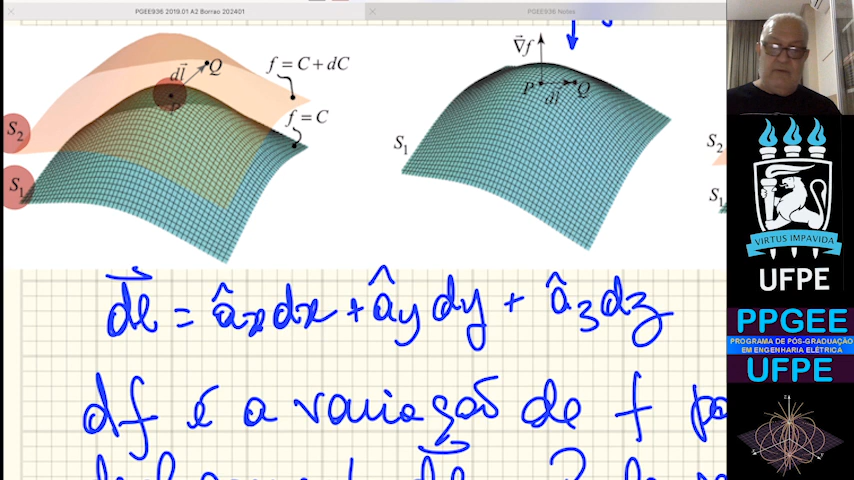 PGEE936 2019.01 A2 Borrao 202401
PGEE936 Notes
dl Q f = C + dC
P
f = C
S₂
S₁
∇f
P dl Q
S₁
S₂
S₁
dl = âx dx + ây dy + âz dz
df é a variação de f
VIRTUS IMPAVIDA
UFPE
PPGEE
PROGRAMA DE PÓS-GRADUAÇÃO
EM ENGENHARIA ELÉTRICA
UFPE